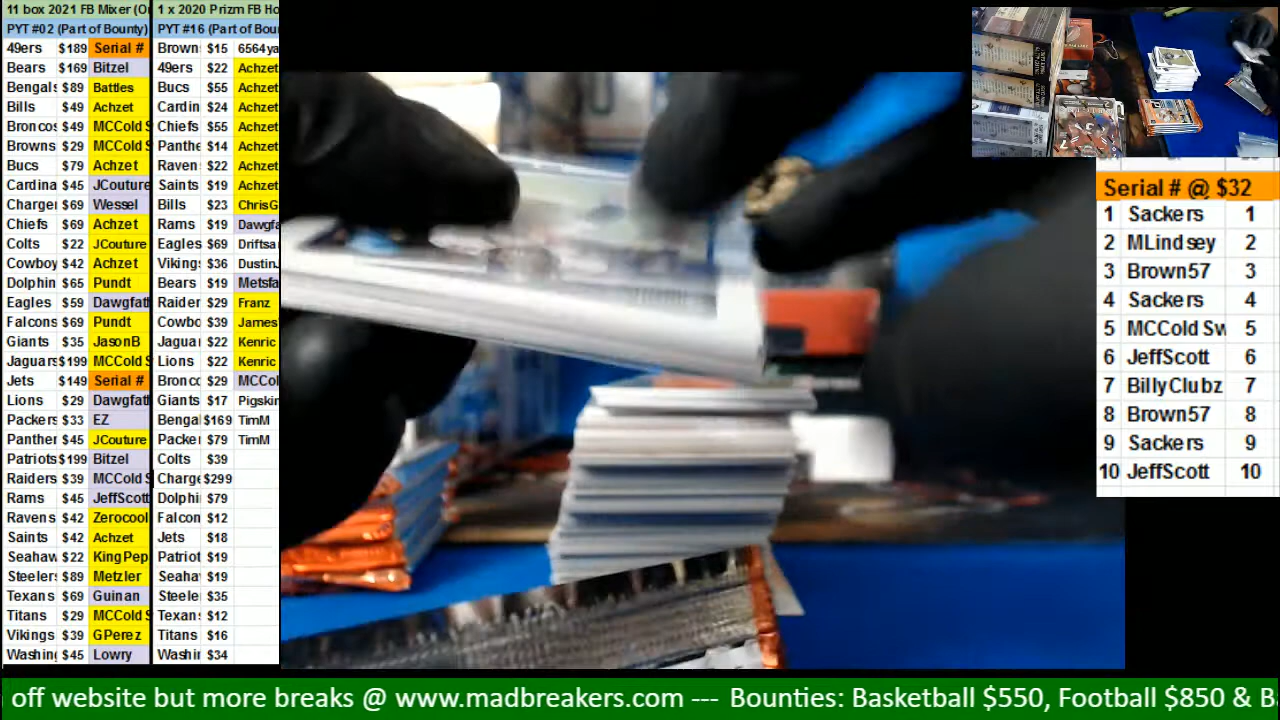 11 box 2021 FB Mixer (O
PYT #02 (Part of Bounty)
49ers $189 Serial #
Bears $169 Bitzel
Bengals $89 Battles
Bills $49 Achzet
Broncos $49 MCCold S
Browns $29 MCCold S
Bucs $79 Achzet
Cardina $45 JCouture
Charger $69 Wessel
Chiefs $69 Achzet
Colts $22 JCouture
Cowboy $42 Achzet
Dolphin $65 Pundt
Eagles $59 Dawgfath
Falcons $69 Pundt
Giants $35 JasonB
Jaguars $199 MCCold S
Jets $149 Serial #
Lions $29 Dawgfath
Packers $33 EZ
Panther $45 JCouture
Patriots $199 Bitzel
Raiders $39 MCCold S
Rams $45 JeffScott
Ravens $42 Zerocool
Saints $42 Achzet
Seahaw $22 KingPep
Steelers $89 Metzler
Texans $69 Guinan
Titans $29 MCCold S
Vikings $39 GPerez
Washing $45 Lowry
1 x 2020 Prizm FB Ho
PYT #16 (Part of Bou
Brown $15 6564ya
49ers $22 Achzet
Bucs $55 Achzet
Cardin $24 Achzet
Chiefs $55 Achzet
Panthe $14 Achzet
Raven $22 Achzet
Saints $19 Achzet
Bills $23 ChrisG
Rams $19 Dawgfa
Eagles $69 Driftsa
Viking $36 Dustin
Bears $19 Metsfa
Raider $29 Franz
Cowbo $39 James
Jagua $22 Kenric
Lions $22 Kenric
Bronc $29 MCCol
Giants $17 Pigskin
Benga $169 TimM
Packe $79 TimM
Colts $39
Charge $299
Dolphi $79
Falcon $12
Jets $18
Patriot $19
Seaha $19
Steele $35
Texan $12
Titans $16
Washi $34
Serial # @ $32
1 Sackers 1
2 MLindsey 2
3 Brown57 3
4 Sackers 4
5 MCCold Sw 5
6 JeffScott 6
7 BillyClubz 7
8 Brown57 8
9 Sackers 9
10 JeffScott 10
off website but more breaks @ www.madbreakers.com --- Bounties: Basketball $550, Football $850 & B